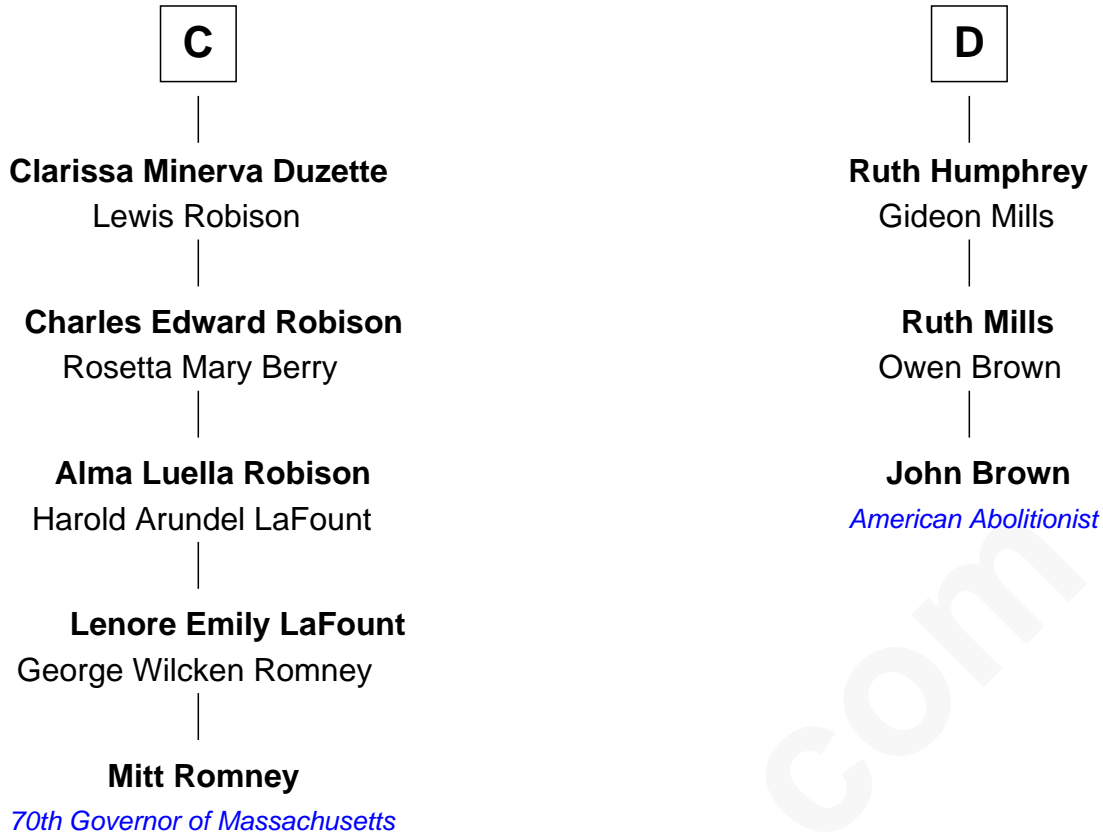 C
Clarissa Minerva Duzette
Lewis Robison
Charles Edward Robison
Rosetta Mary Berry
Alma Luella Robison
Harold Arundel LaFount
Lenore Emily LaFount
George Wilcken Romney
Mitt Romney
70th Governor of Massachusetts
D
Ruth Humphrey
Gideon Mills
Ruth Mills
Owen Brown
John Brown
American Abolitionist
com